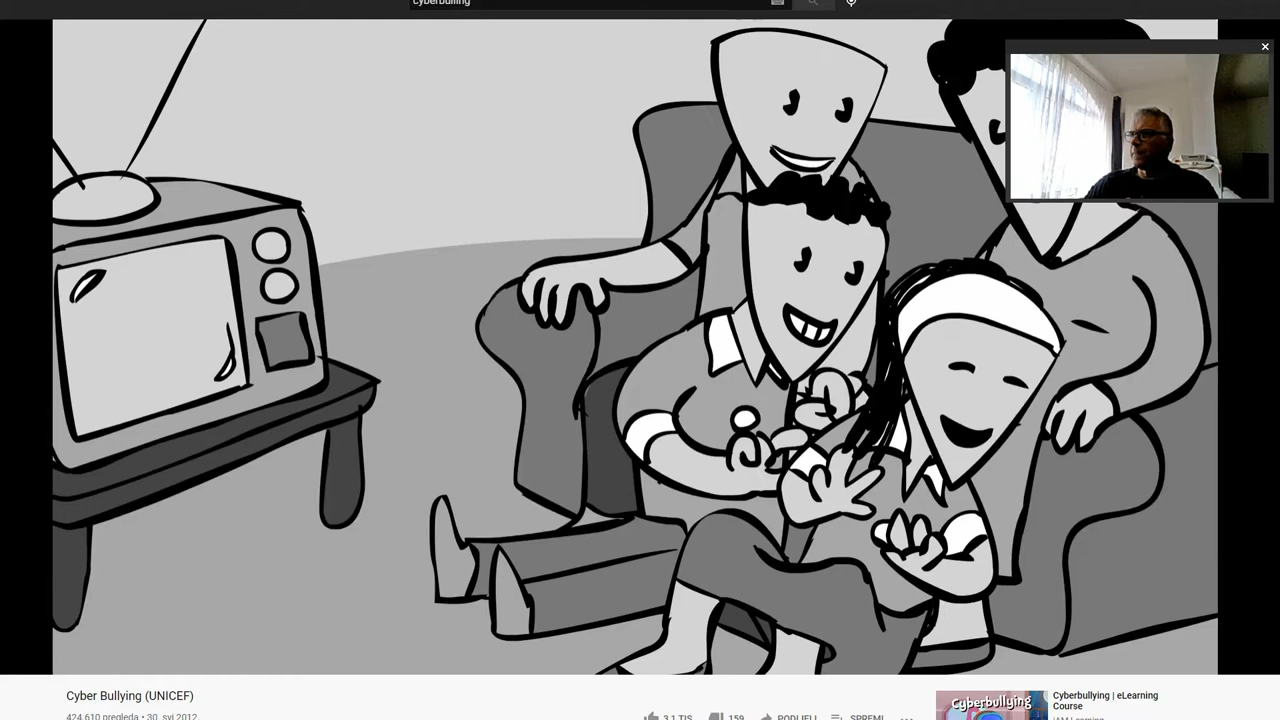 cyberbulling
Cyber Bullying (UNICEF)
424.610 pregleda • 30. svi 2012.
3,1 TIS.
159
PODIJELI
SPREMI
Cyberbullying
Cyberbullying | eLearning
Course